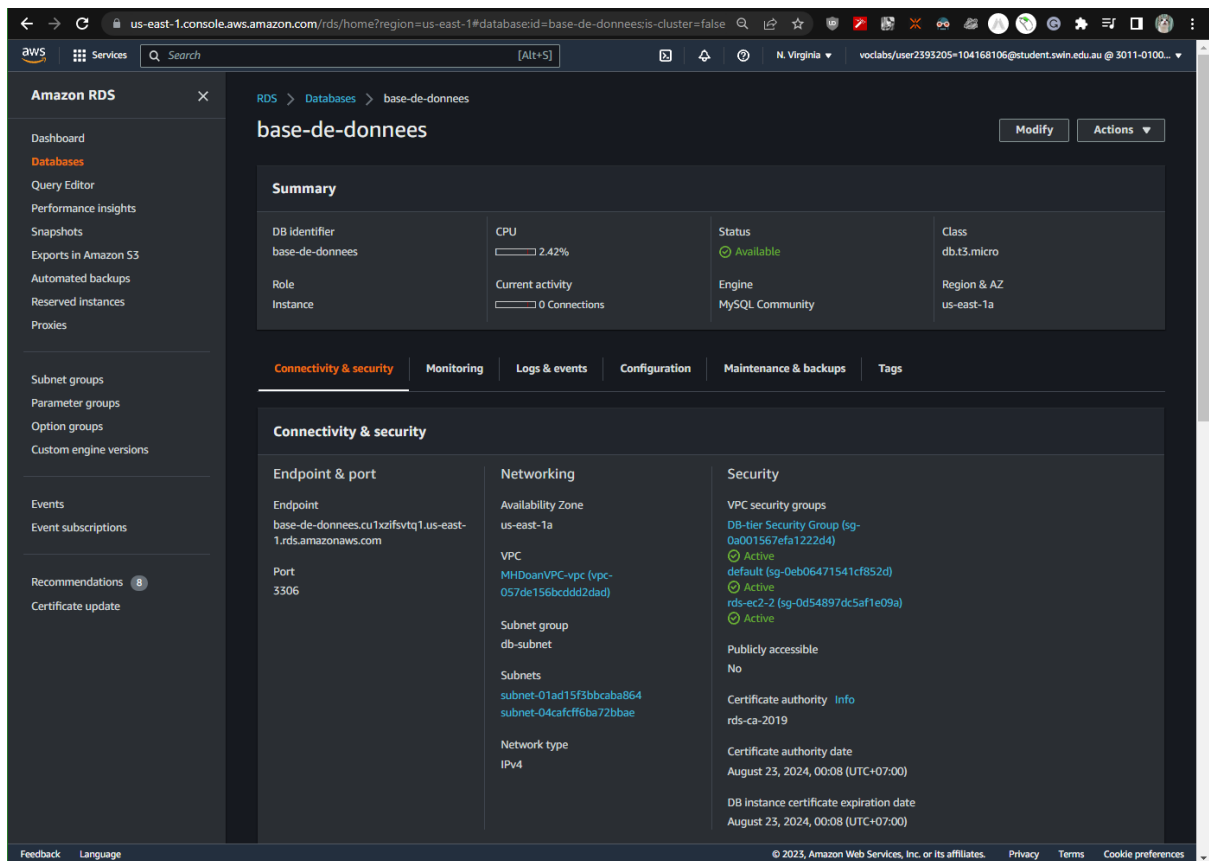 us-east-1.console.aws.amazon.com/rds/home?region=us-east-1#database:id=base-de-donnees;is-cluster=false
aws
Services
Search
[Alt+S]
N. Virginia
voclabs/user2393205=104168106@student.swin.edu.au @ 3011-0100...
Amazon RDS
Dashboard
Databases
Query Editor
Performance insights
Snapshots
Exports in Amazon S3
Automated backups
Reserved instances
Proxies
Subnet groups
Parameter groups
Option groups
Custom engine versions
Events
Event subscriptions
Recommendations 8
Certificate update
RDS > Databases > base-de-donnees
base-de-donnees
Modify
Actions
Summary
DB identifier
base-de-donnees
CPU
2.42%
Status
Available
Class
db.t3.micro
Role
Instance
Current activity
0 Connections
Engine
MySQL Community
Region & AZ
us-east-1a
Connectivity & security
Monitoring
Logs & events
Configuration
Maintenance & backups
Tags
Connectivity & security
Endpoint & port
Endpoint
base-de-donnees.cu1xzifsvtq1.us-east-
1.rds.amazonaws.com
Port
3306
Networking
Availability Zone
us-east-1a
VPC
MHDoanVPC-vpc (vpc-
057de156bcddd2dad)
Subnet group
db-subnet
Subnets
subnet-01ad15f3bbcaba864
subnet-04cafcff6ba72bbae
Network type
IPv4
Security
VPC security groups
DB-tier Security Group (sg-
0a001567efa1222d4)
Active
default (sg-0eb06471541cf852d)
Active
rds-ec2-2 (sg-0d54897dc5af1e09a)
Active
Publicly accessible
No
Certificate authority Info
rds-ca-2019
Certificate authority date
August 23, 2024, 00:08 (UTC+07:00)
DB instance certificate expiration date
August 23, 2024, 00:08 (UTC+07:00)
Feedback
Language
© 2023, Amazon Web Services, Inc. or its affiliates.
Privacy
Terms
Cookie preferences